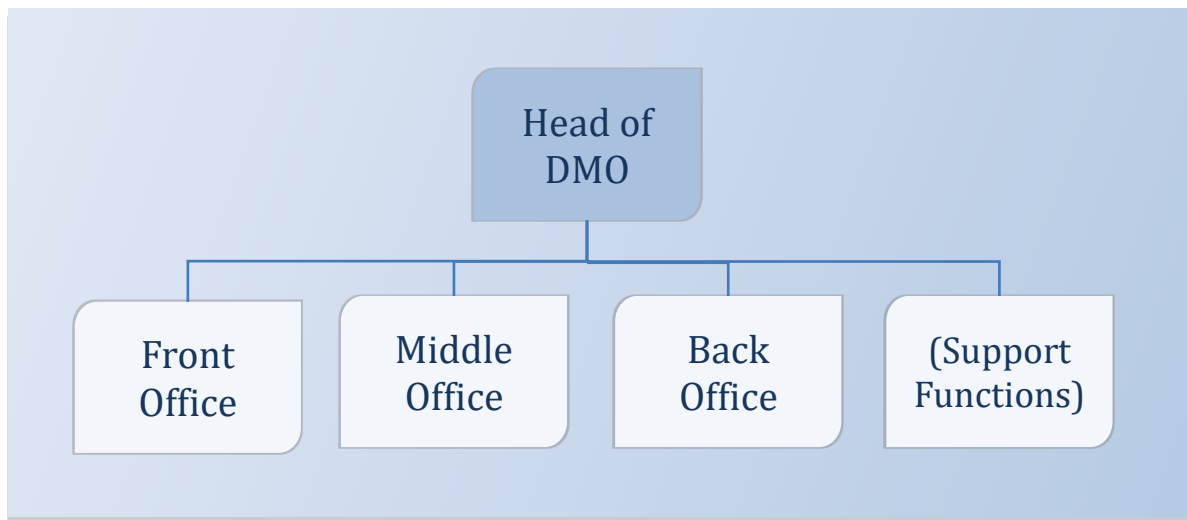 Head of
DMO
Front
Office
Middle
Office
Back
Office
(Support
Functions)